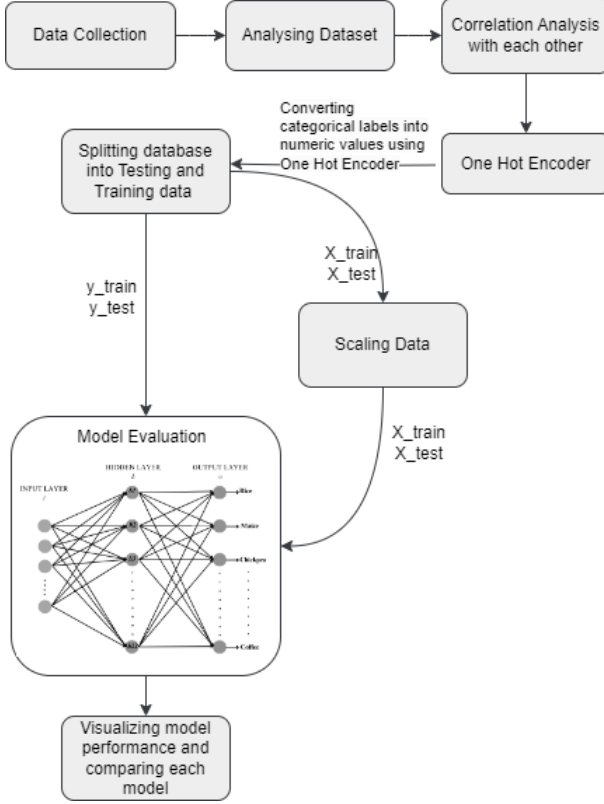 Data Collection
Analysing Dataset
Correlation Analysis
with each other
Converting
categorical labels into
numeric values using
One Hot Encoder
One Hot Encoder
Splitting database
into Testing and
Training data
X_train
X_test
y_train
y_test
Scaling Data
X_train
X_test
Model Evaluation
INPUT LAYER
i
HIDDEN LAYER
OUTPUT LAYER
o
Rice
Maize
Chickpea
Coffee
Visualizing model
performance and
comparing each
model